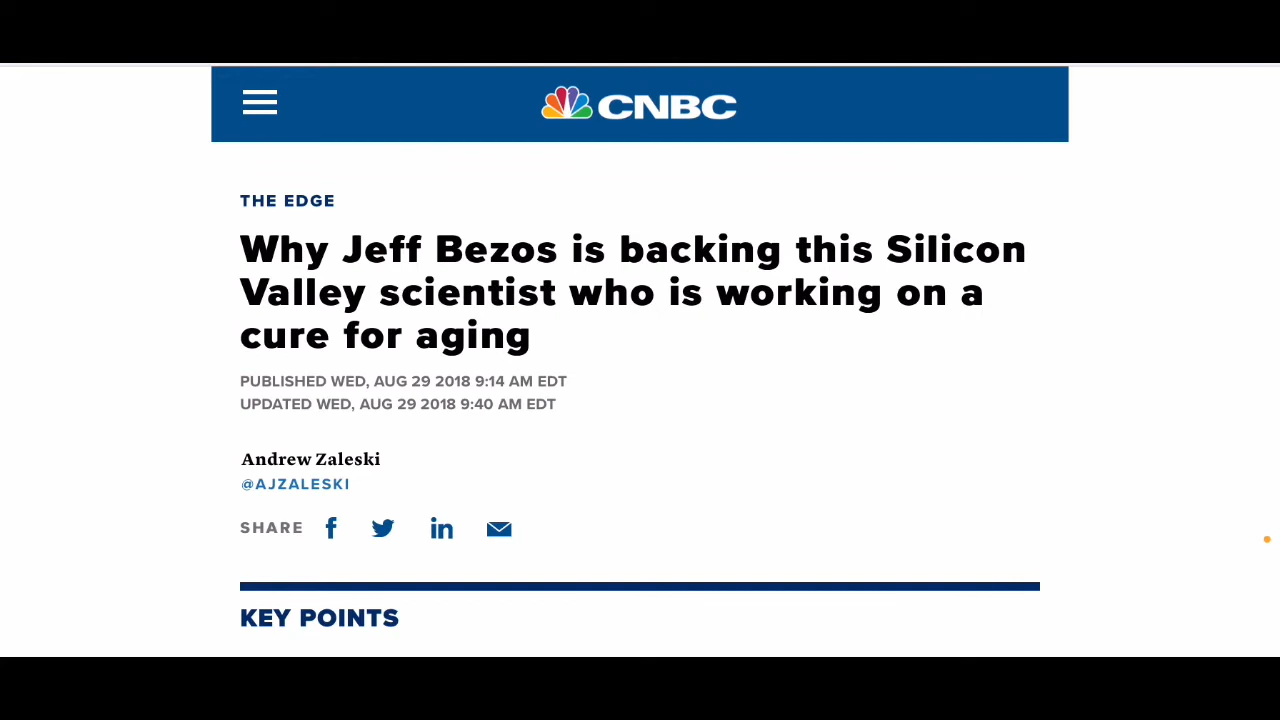 CNBC
THE EDGE
Why Jeff Bezos is backing this Silicon
Valley scientist who is working on a
cure for aging
PUBLISHED WED, AUG 29 2018 9:14 AM EDT
UPDATED WED, AUG 29 2018 9:40 AM EDT
Andrew Zaleski
@AJZALESKI
SHARE
KEY POINTS